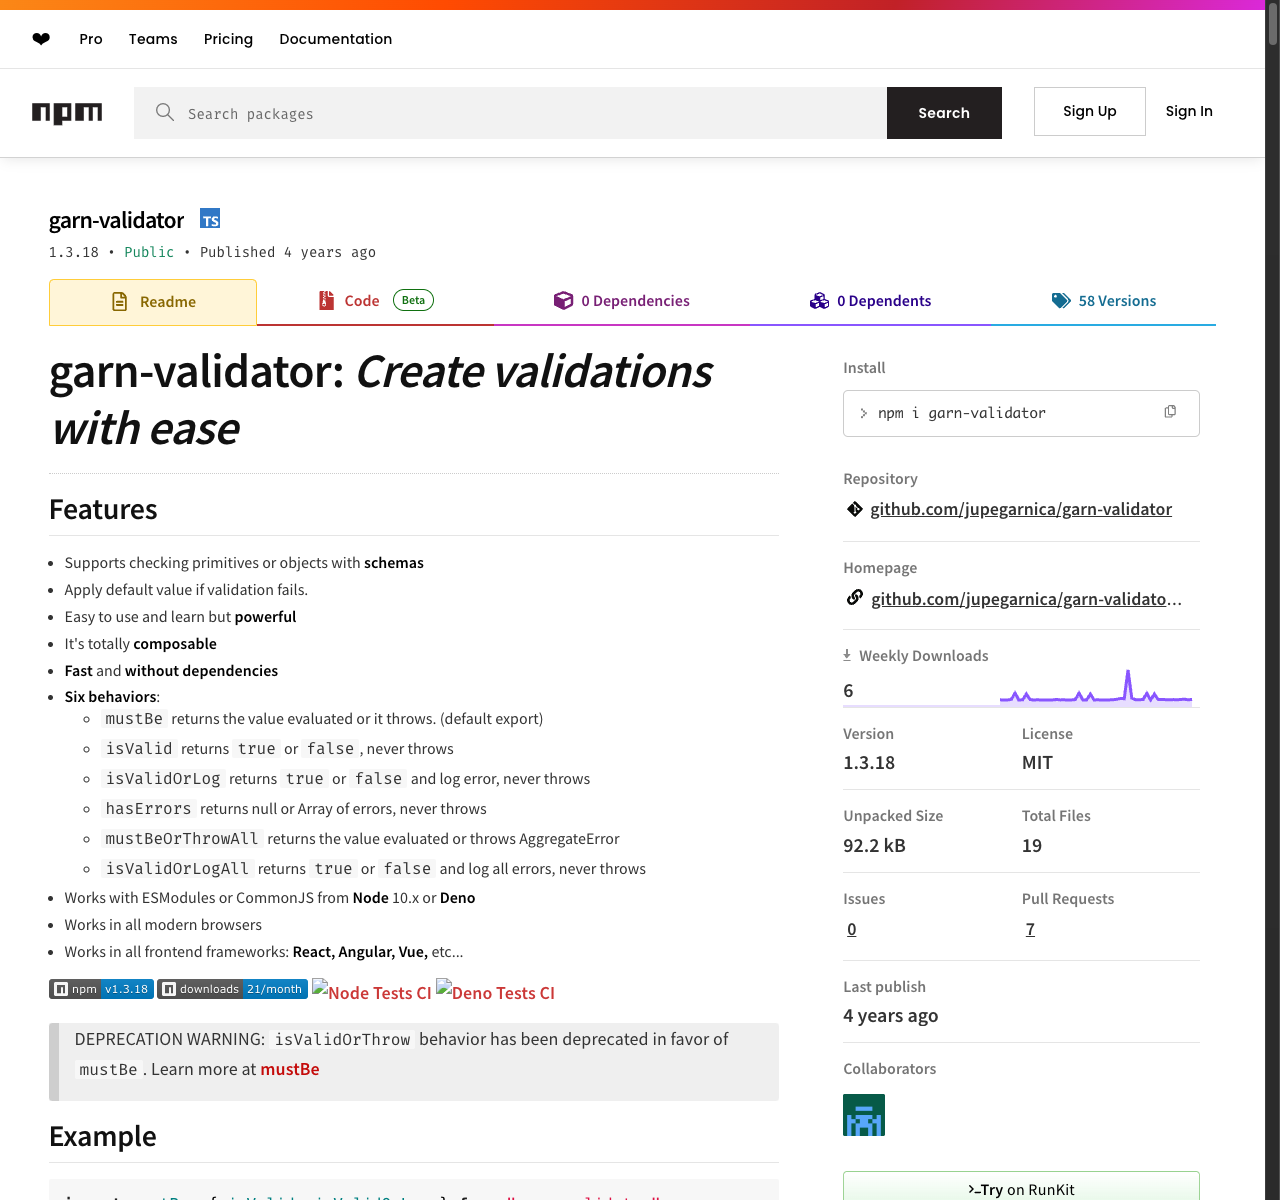 ❤ Pro Teams Pricing Documentation
npm Search packages Search Sign Up Sign In
garn-validator TS
1.3.18 • Public • Published 4 years ago
Readme Code Beta 0 Dependencies 0 Dependents 58 Versions
garn-validator: Create validations
with ease
Features
• Supports checking primitives or objects with schemas
• Apply default value if validation fails.
• Easy to use and learn but powerful
• It's totally composable
• Fast and without dependencies
• Six behaviors:
◦ mustBe returns the value evaluated or it throws. (default export)
◦ isValid returns true or false , never throws
◦ isValidOrLog returns true or false and log error, never throws
◦ hasErrors returns null or Array of errors, never throws
◦ mustBeOrThrowAll returns the value evaluated or throws AggregateError
◦ isValidOrLogAll returns true or false and log all errors, never throws
• Works with ESModules or CommonJS from Node 10.x or Deno
• Works in all modern browsers
• Works in all frontend frameworks: React, Angular, Vue, etc...
npm v1.3.18 downloads 21/month Node Tests CI Deno Tests CI
DEPRECATION WARNING: isValidOrThrow behavior has been deprecated in favor of
mustBe . Learn more at mustBe
Example
Install
> npm i garn-validator
Repository
github.com/jupegarnica/garn-validator
Homepage
github.com/jupegarnica/garn-validato...
Weekly Downloads
6
Version License
1.3.18 MIT
Unpacked Size Total Files
92.2 kB 19
Issues Pull Requests
0 7
Last publish
4 years ago
Collaborators
>_Try on RunKit